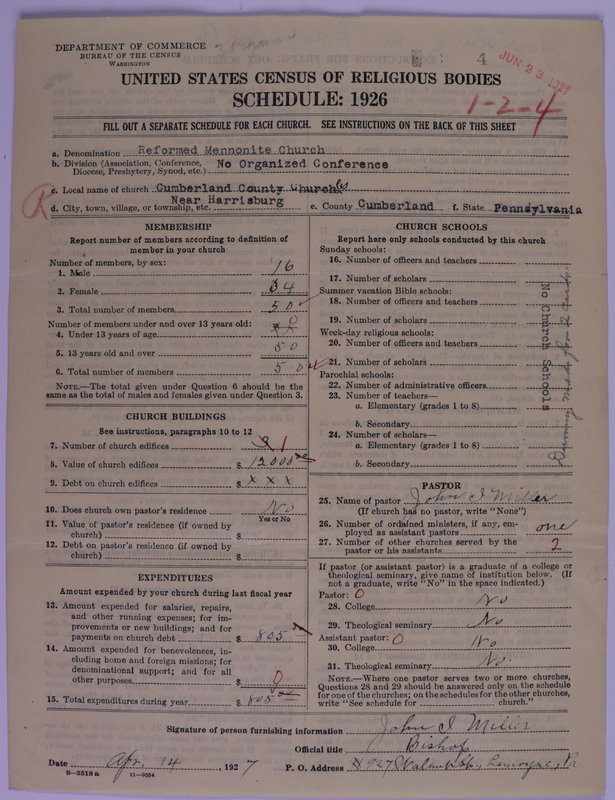 DEPARTMENT OF COMMERCE
BUREAU OF THE CENSUS
WASHINGTON
4
JUN 23 192
UNITED STATES CENSUS OF RELIGIOUS BODIES
SCHEDULE: 1926
1-2-4
FILL OUT A SEPARATE SCHEDULE FOR EACH CHURCH. SEE INSTRUCTIONS ON THE BACK OF THIS SHEET
a. Denomination Reformed Mennonite Church
b. Division (Association, Conference, Diocese, Presbytery, Synod, etc.) No Organized Conference
c. Local name of church Cumberland County Church(s)
R
d. City, town, village, or township, etc. Near Harrisburg e. County Cumberland f. State Pennsylvania
MEMBERSHIP
Report number of members according to definition of
member in your church
Number of members, by sex:
1. Male 16
2. Female 34
3. Total number of members 50
Number of members under and over 13 years old:
4. Under 13 years of age 0
5. 13 years old and over 50
6. Total number of members 50
NOTE.—The total given under Question 6 should be the
same as the total of males and females given under Question 3.
CHURCH BUILDINGS
See instructions, paragraphs 10 to 12
7. Number of church edifices 1
8. Value of church edifices $ 12000
9. Debt on church edifices $ x x x
10. Does church own pastor's residence No
Yes or No
11. Value of pastor's residence (if owned by
church) $
12. Debt on pastor's residence (if owned by
church) $
EXPENDITURES
Amount expended by your church during last fiscal year
13. Amount expended for salaries, repairs,
and other running expenses; for im-
provements or new buildings; and for
payments on church debt $ 805
14. Amount expended for benevolences, in-
cluding home and foreign missions; for
denominational support; and for all
other purposes $ 0
15. Total expenditures during year $ 805
CHURCH SCHOOLS
Report here only schools conducted by this church
Sunday schools:
16. Number of officers and teachers
17. Number of scholars
Summer vacation Bible schools:
18. Number of officers and teachers
19. Number of scholars
Week-day religious schools:
20. Number of officers and teachers
21. Number of scholars
Parochial schools:
22. Number of administrative officers
23. Number of teachers—
a. Elementary (grades 1 to 8)
b. Secondary
24. Number of scholars—
a. Elementary (grades 1 to 8)
b. Secondary
No Church Schools
PASTOR
25. Name of pastor John I Miller
(If church has no pastor, write "None")
26. Number of ordained ministers, if any, em-
ployed as assistant pastors one
27. Number of other churches served by the
pastor or his assistants 2
If pastor (or assistant pastor) is a graduate of a college or
theological seminary, give name of institution below. (If
not a graduate, write "No" in the space indicated.)
Pastor: 0
28. College No
29. Theological seminary No
Assistant pastor: 0
30. College No
31. Theological seminary No.
NOTE.—Where one pastor serves two or more churches,
Questions 28 and 29 should be answered only on the schedule
for one of the churches; on the schedules for the other churches,
write "See schedule for church."
Signature of person furnishing information John I Miller
Official title Bishop
Date Apr. 14, 1927 P. O. Address 927 Walnut St., Lemoyne, Pa.
8—5518a 11—9024